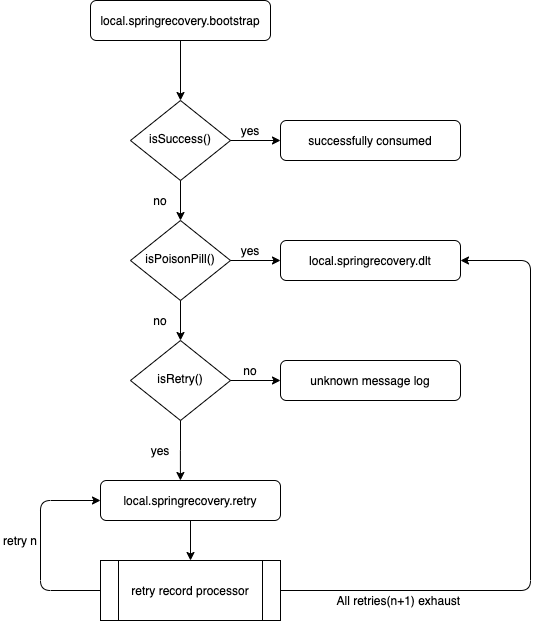 local.springrecovery.bootstrap
isSuccess()
yes
successfully consumed
no
isPoisonPill()
yes
local.springrecovery.dlt
no
isRetry()
no
unknown message log
yes
local.springrecovery.retry
retry n
retry record processor
All retries(n+1) exhaust